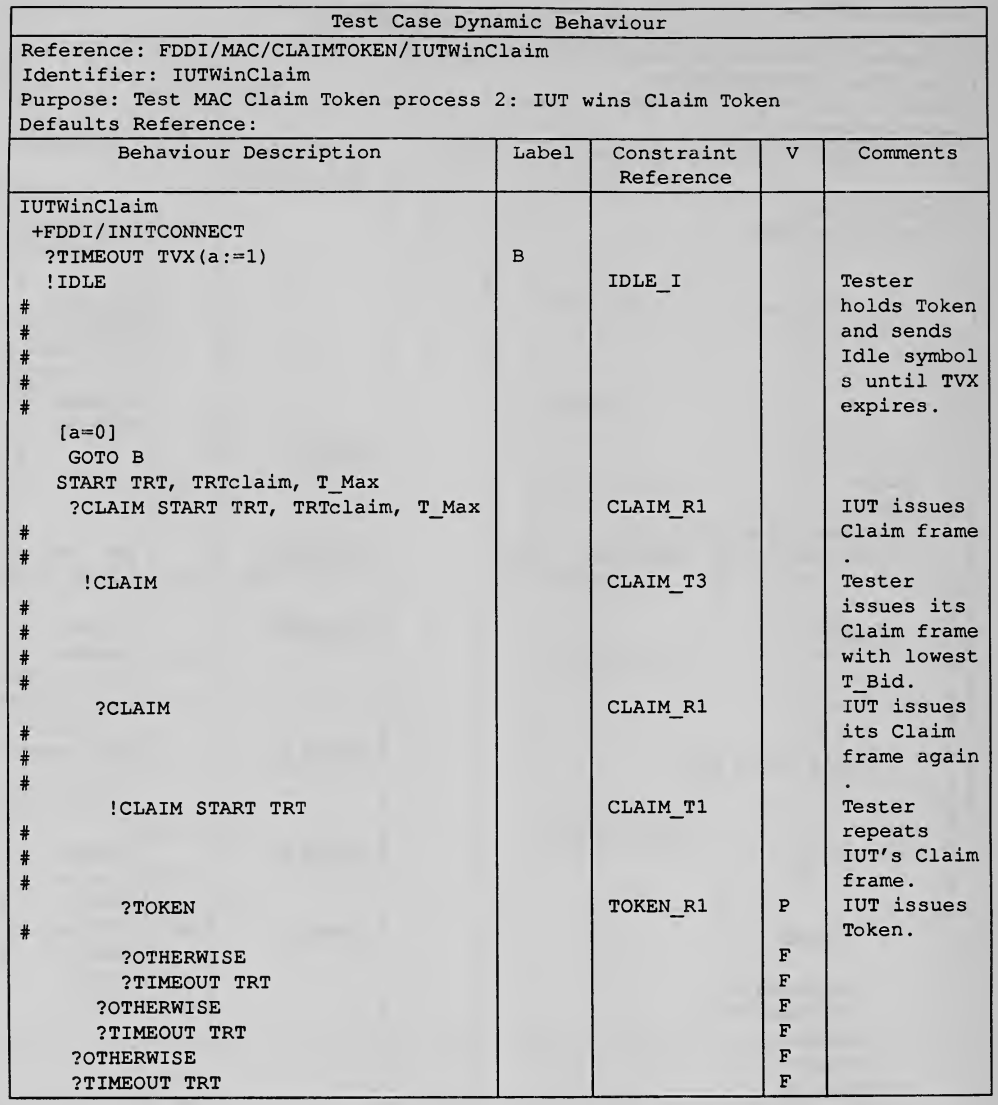 Test Case Dynamic Behaviour
Reference: FDDI/MAC/CLAIMTOKEN/IUTWinClaim
Identifier: IUTWinClaim
Purpose: Test MAC Claim Token process 2: IUT wins Claim Token
Defaults Reference:
Behaviour Description Label Constraint V Comments
Reference
IUTWinClaim
+FDDI/INITCONNECT
?TIMEOUT TVX(a:=1) B
!IDLE IDLE_I Tester
# holds Token
# and sends
# Idle symbol
# s until TVX
# expires.
[a=0]
GOTO B
START TRT, TRTclaim, T_Max
?CLAIM START TRT, TRTclaim, T_Max CLAIM_R1 IUT issues
# Claim frame
# .
!CLAIM CLAIM_T3 Tester
# issues its
# Claim frame
# with lowest
# T_Bid.
?CLAIM CLAIM_R1 IUT issues
# its Claim
# frame again
# .
!CLAIM START TRT CLAIM_T1 Tester
# repeats
# IUT's Claim
# frame.
?TOKEN TOKEN_R1 P IUT issues
# Token.
?OTHERWISE F
?TIMEOUT TRT F
?OTHERWISE F
?TIMEOUT TRT F
?OTHERWISE F
?TIMEOUT TRT F